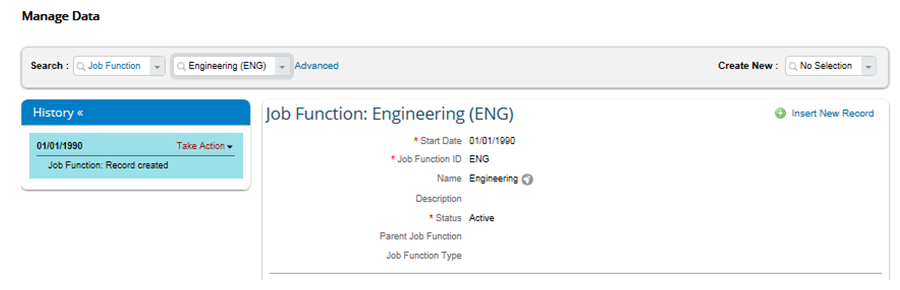 Manage Data
Search : Job Function Engineering (ENG) Advanced Create New : No Selection
History «
01/01/1990 Take Action
Job Function: Record created
Job Function: Engineering (ENG) Insert New Record
* Start Date 01/01/1990
* Job Function ID ENG
Name Engineering
Description
* Status Active
Parent Job Function
Job Function Type